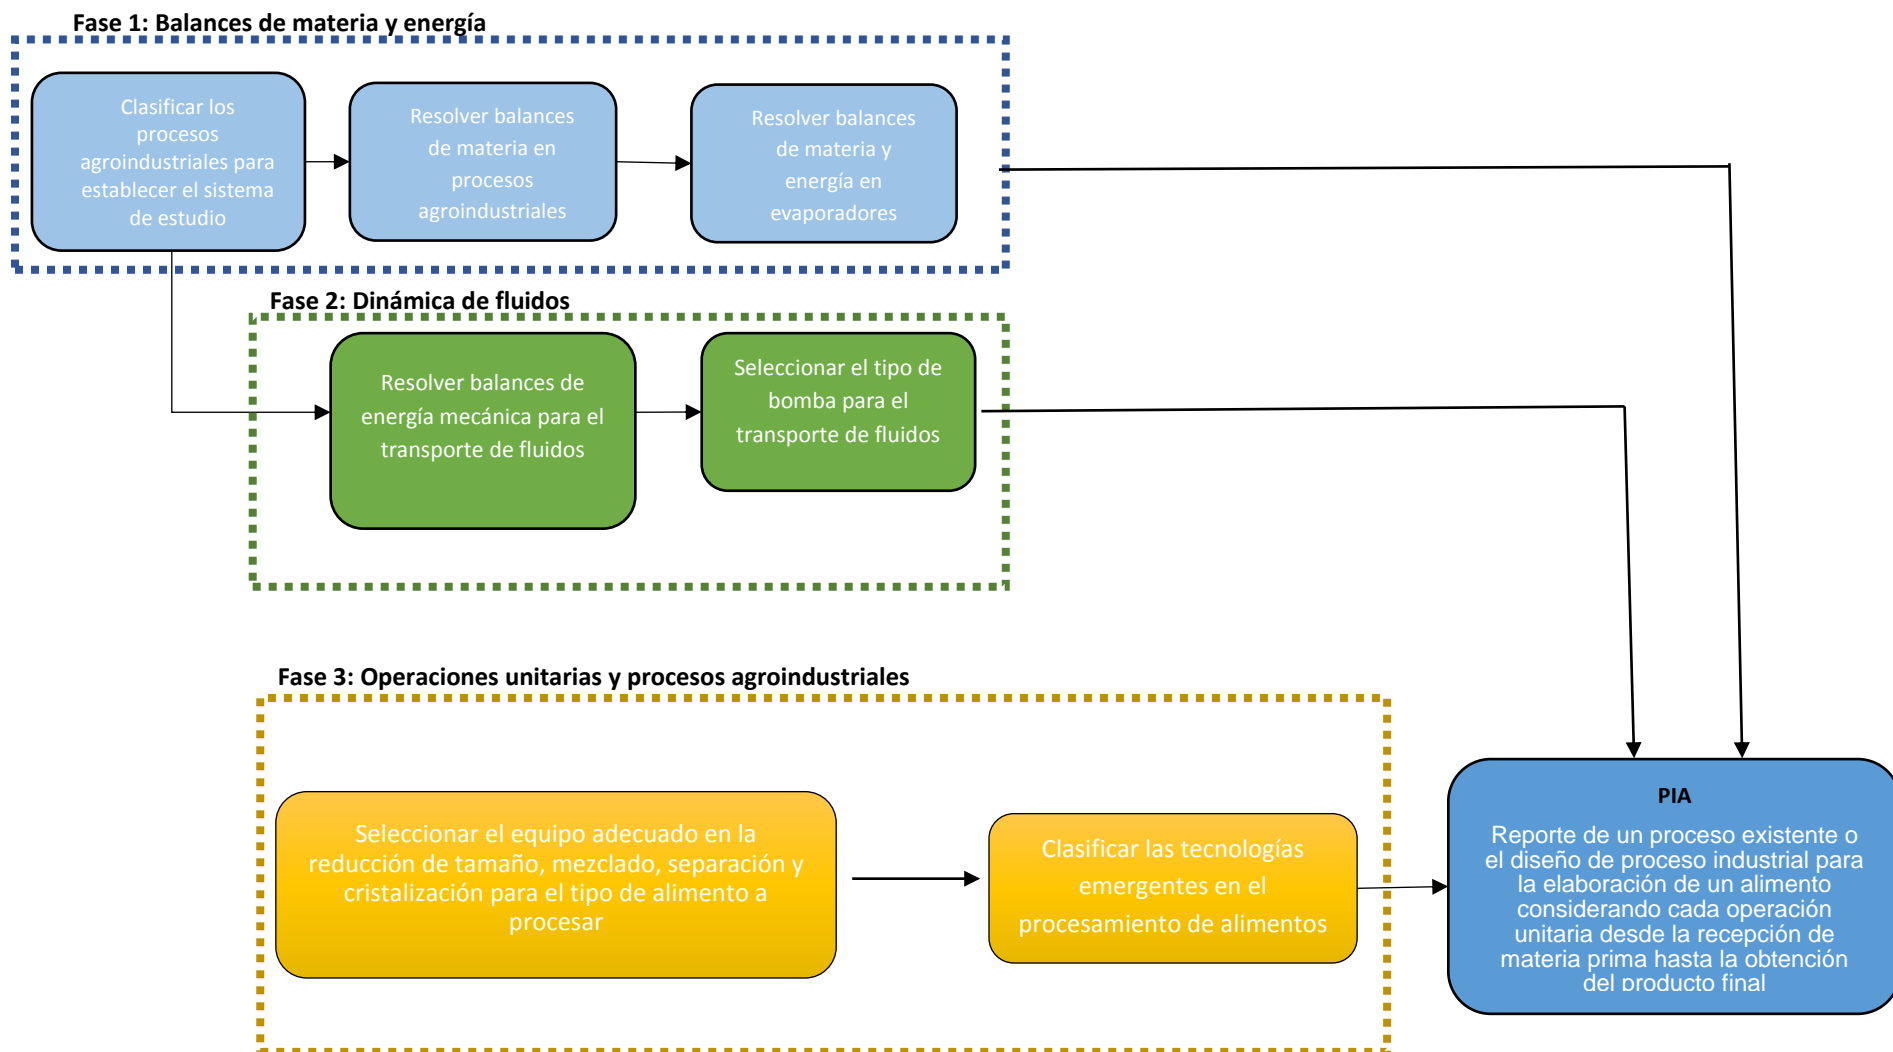 Fase 1: Balances de materia y energía
Clasificar los
procesos
agroindustriales para
establecer el sistema
de estudio
Resolver balances
de materia en
procesos
agroindustriales
Resolver balances
de materia y
energía en
evaporadores
Fase 2: Dinámica de fluidos
Resolver balances de
energía mecánica para el
transporte de fluidos
Seleccionar el tipo de
bomba para el
transporte de fluidos
Fase 3: Operaciones unitarias y procesos agroindustriales
Seleccionar el equipo adecuado en la
reducción de tamaño, mezclado, separación y
cristalización para el tipo de alimento a
procesar
Clasificar las tecnologías
emergentes en el
procesamiento de alimentos
PIA
Reporte de un proceso existente o
el diseño de proceso industrial para
la elaboración de un alimento
considerando cada operación
unitaria desde la recepción de
materia prima hasta la obtención
del producto final